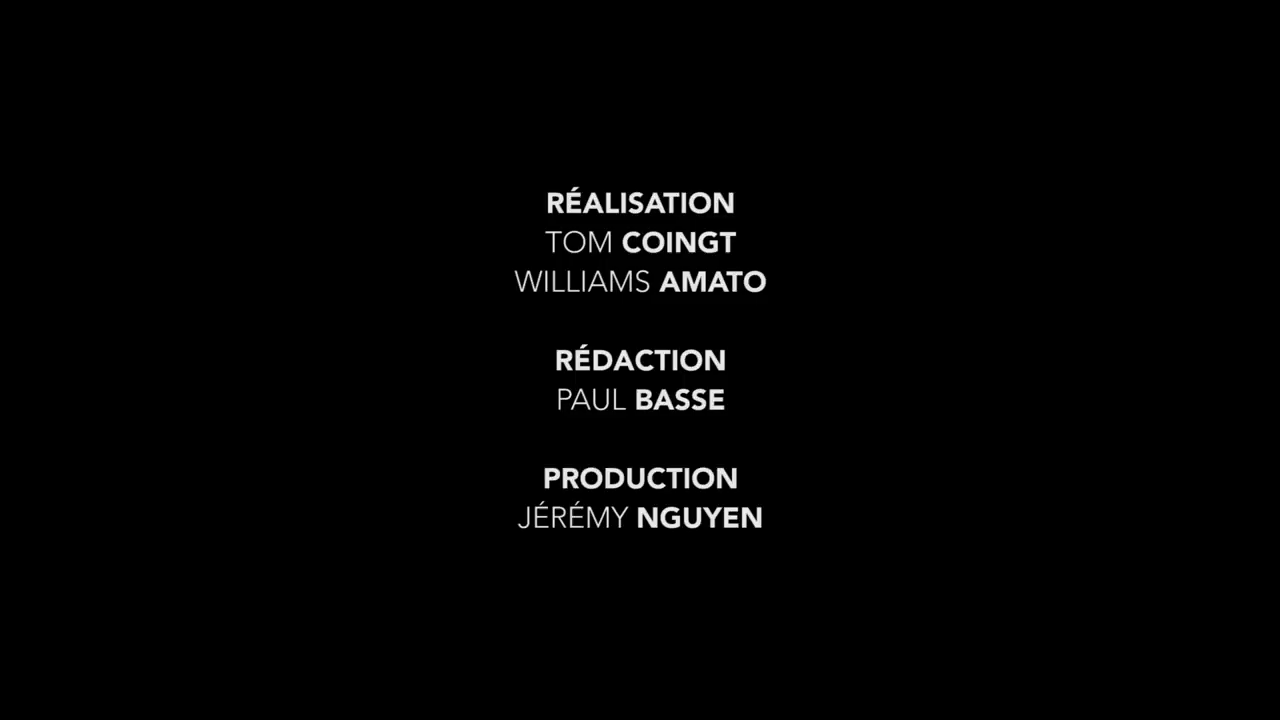 RÉALISATION
TOM COINGT
WILLIAMS AMATO
RÉDACTION
PAUL BASSE
PRODUCTION
JÉRÉMY NGUYEN